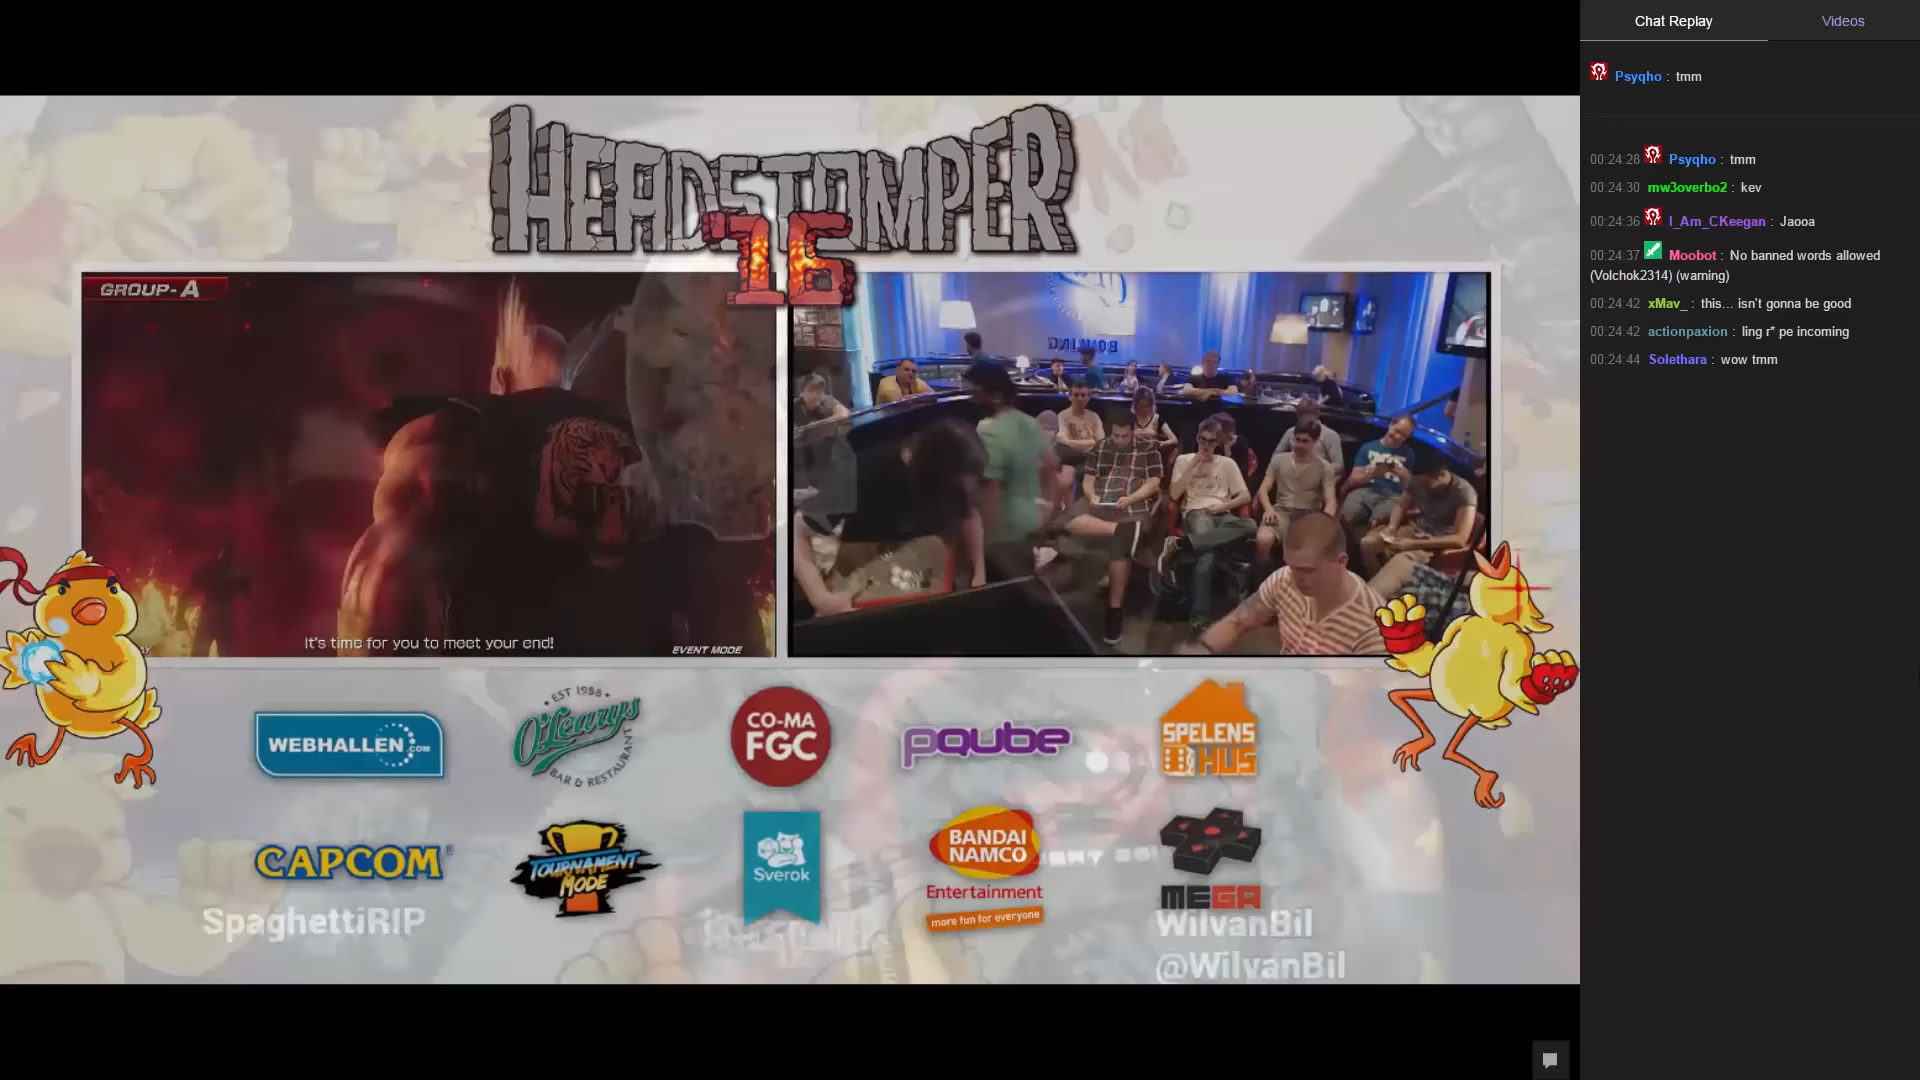 Chat Replay
Videos
Psyqho : tmm
00:24:28 Psyqho : tmm
00:24:30 mw3overbo2 : kev
00:24:36 I_Am_CKeegan : Jaooa
00:24:37 Moobot : No banned words allowed
(Volchok2314) (warning)
00:24:42 xMav_ : this... isn't gonna be good
00:24:42 actionpaxion : ling r* pe incoming
00:24:44 Solethara : wow tmm
HEADSTOMPER
16
GROUP-A
BOWLING
It's time for you to meet your end!
EVENT MODE
WEBHALLEN.COM
EST 1988
O'Learys
BAR & RESTAURANT
CO-MA
FGC
PQube
SPELENS
HUS
CAPCOM®
TOURNAMENT
MODE
Sverok
BANDAI
NAMCO
Entertainment
more fun for everyone
MEGA
SpaghettiRIP
WilvanBil
@WilvanBil